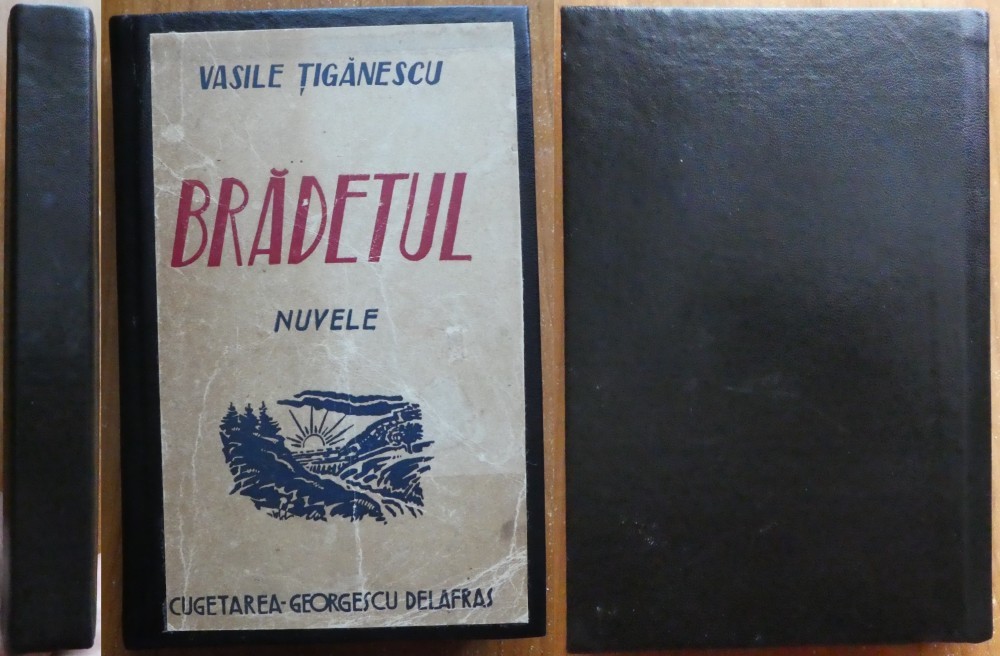 VASILE ȚIGĂNESCU
BRĂDETUL
NUVELE
CUGETAREA-GEORGESCU DELAFRAS